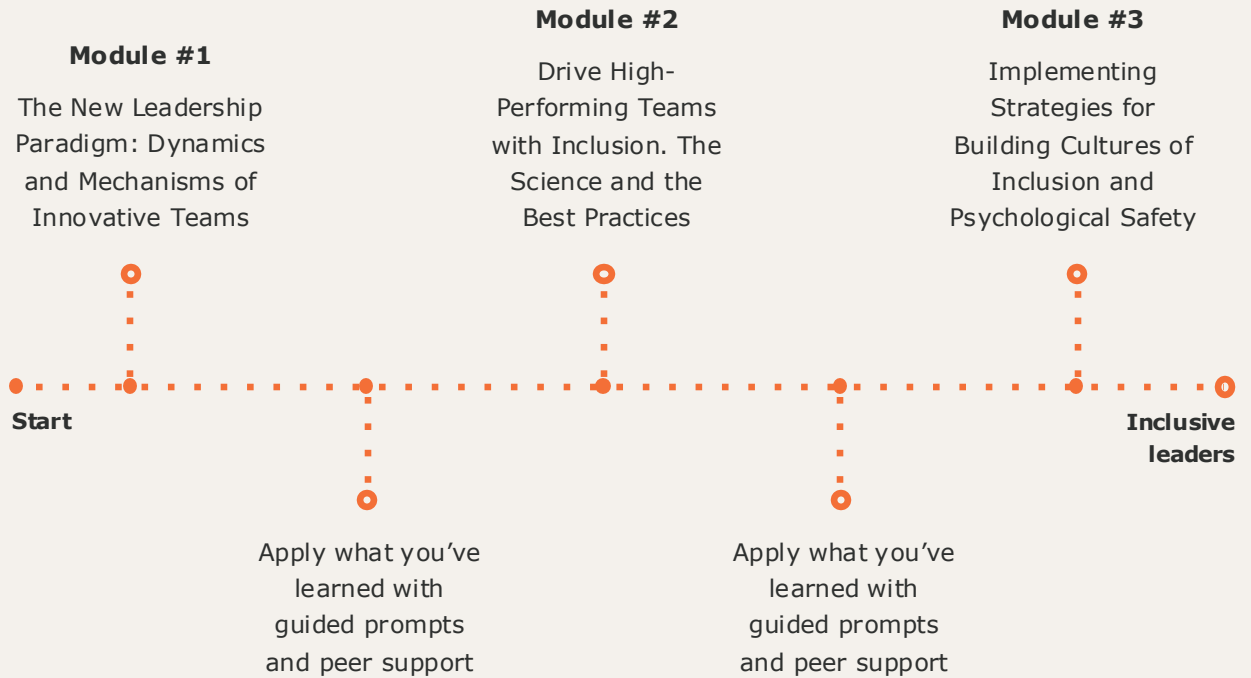 Module #1
The New Leadership
Paradigm: Dynamics
and Mechanisms of
Innovative Teams
Module #2
Drive High-
Performing Teams
with Inclusion. The
Science and the
Best Practices
Module #3
Implementing
Strategies for
Building Cultures of
Inclusion and
Psychological Safety
Start
Inclusive
leaders
Apply what you’ve
learned with
guided prompts
and peer support
Apply what you’ve
learned with
guided prompts
and peer support